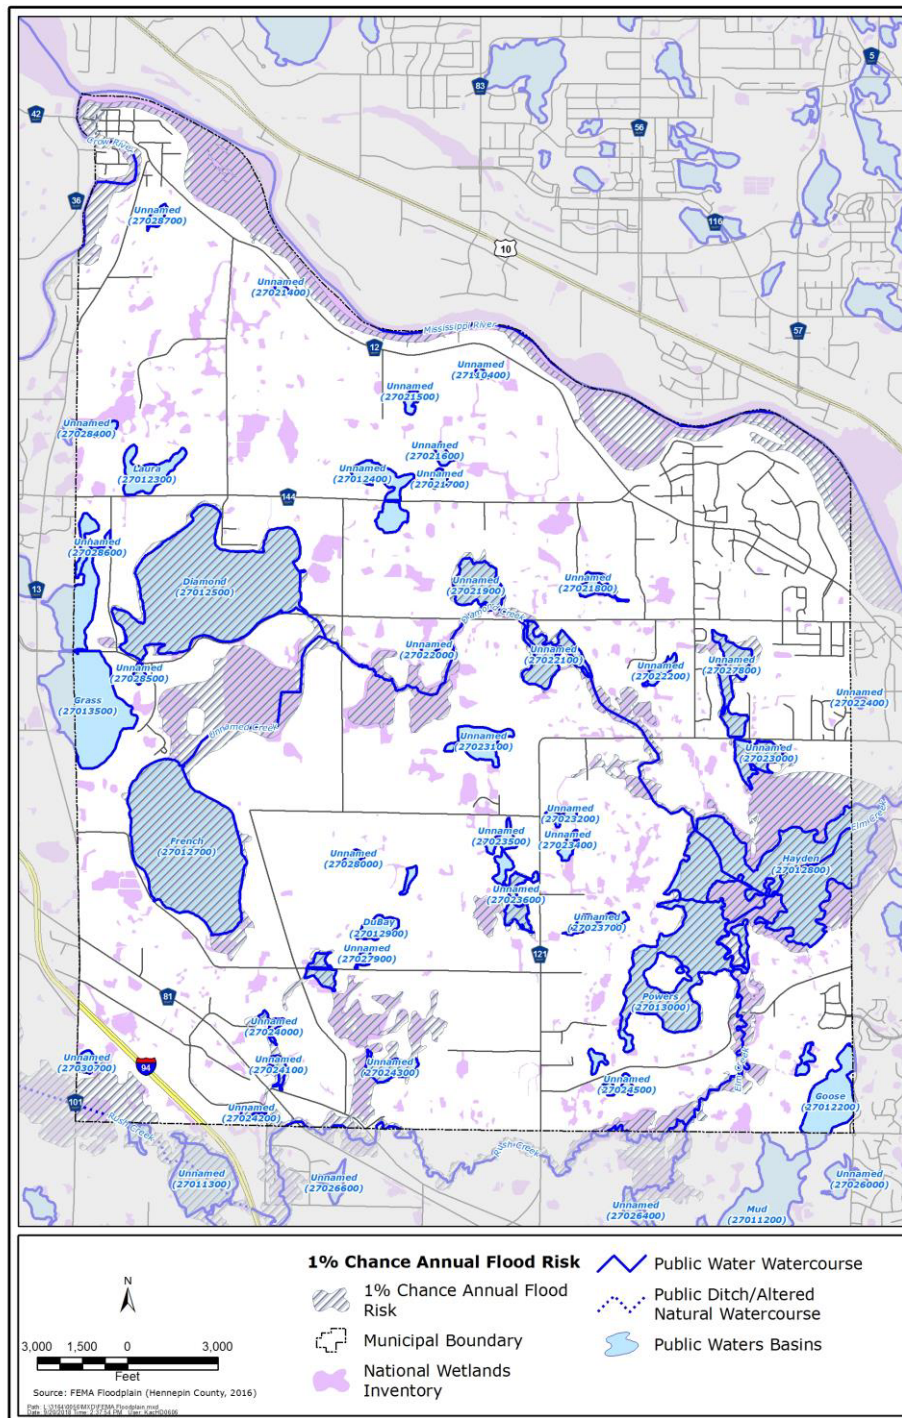 5
83
42
56
Crow River
36
Unnamed
(27028700)
116
10
Unnamed
(27021400)
Mississippi River
57
12
Unnamed
(27110400)
Unnamed
(27021500)
Unnamed
(27028400)
Unnamed
(27021600)
Laura
(27012300)
Unnamed
(27012400)
Unnamed
(27021700)
144
Unnamed
(27028600)
13
Diamond
(27012500)
Unnamed
(27021900)
Unnamed
(27021800)
Diamond Creek
Unnamed
(27022000)
Unnamed
(27022100)
Unnamed
(27028500)
Unnamed
(27022200)
Unnamed
(27027800)
Grass
(27013500)
Unnamed
(27022400)
Unnamed Creek
Unnamed
(27023100)
Unnamed
(27023000)
Unnamed
(27023200)
Elm Creek
French
(27012700)
Unnamed
(27023500)
Unnamed
(27023400)
Unnamed
(27028000)
Hayden
(27012800)
Unnamed
(27023600)
DuBay
(27012900)
Unnamed
(27023700)
Unnamed
(27027900)
121
81
Powers
(27013000)
Unnamed
(27024000)
Unnamed
(27030700)
94
Unnamed
(27024100)
Unnamed
(27024300)
Elm Creek
Unnamed
(27024500)
Goose
(27012200)
101
Unnamed
(27024200)
Rush Creek
Rush Creek
Unnamed
(27011300)
Unnamed
(27026600)
Unnamed
(27026000)
Unnamed
(27026400)
Mud
(27011200)
1% Chance Annual Flood Risk
1% Chance Annual Flood
Risk
Municipal Boundary
National Wetlands
Inventory
Public Water Watercourse
Public Ditch/Altered
Natural Watercourse
Public Waters Basins
N
3,000 1,500 0 3,000
Feet
Source: FEMA Floodplain (Hennepin County, 2016)